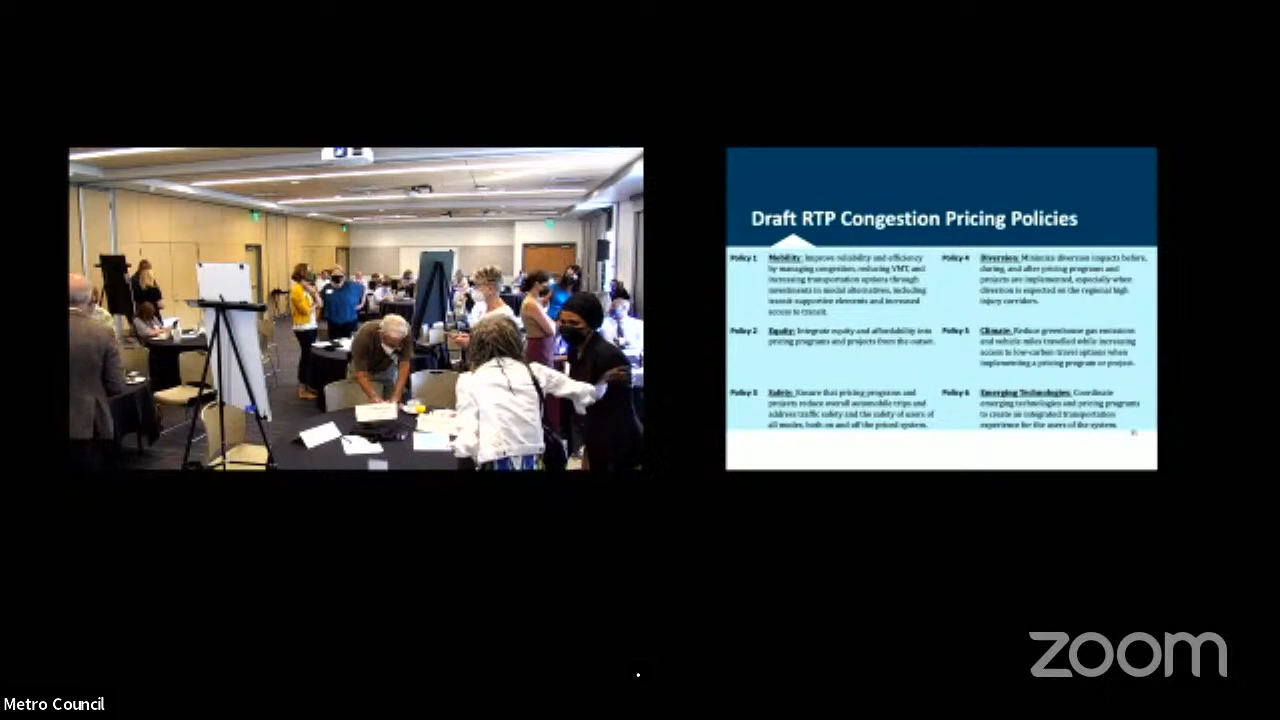 Draft RTP Congestion Pricing Policies
Policy 1
Mobility: Improve reliability and efficiency
by managing congestion, reducing VMT, and
increasing transportation options through
investments in modal alternatives, including
transit-supportive elements and increased
access to transit.
Policy 2
Equity: Integrate equity and affordability into
pricing programs and projects from the outset.
Policy 3
Safety: Ensure that pricing programs and
projects reduce overall automobile trips and
address traffic safety and the safety of users of
all modes, both on and off the priced system.
Policy 4
Diversion: Minimize diversion impacts before,
during, and after pricing programs and
projects are implemented, especially when
diversion is expected on the regional high
injury corridors.
Policy 5
Climate: Reduce greenhouse gas emissions
and vehicle miles travelled while increasing
access to low-carbon travel options when
implementing a pricing program or project.
Policy 6
Emerging Technologies: Coordinate
emerging technologies and pricing programs
to create an integrated transportation
experience for the users of the system.
zoom
Metro Council